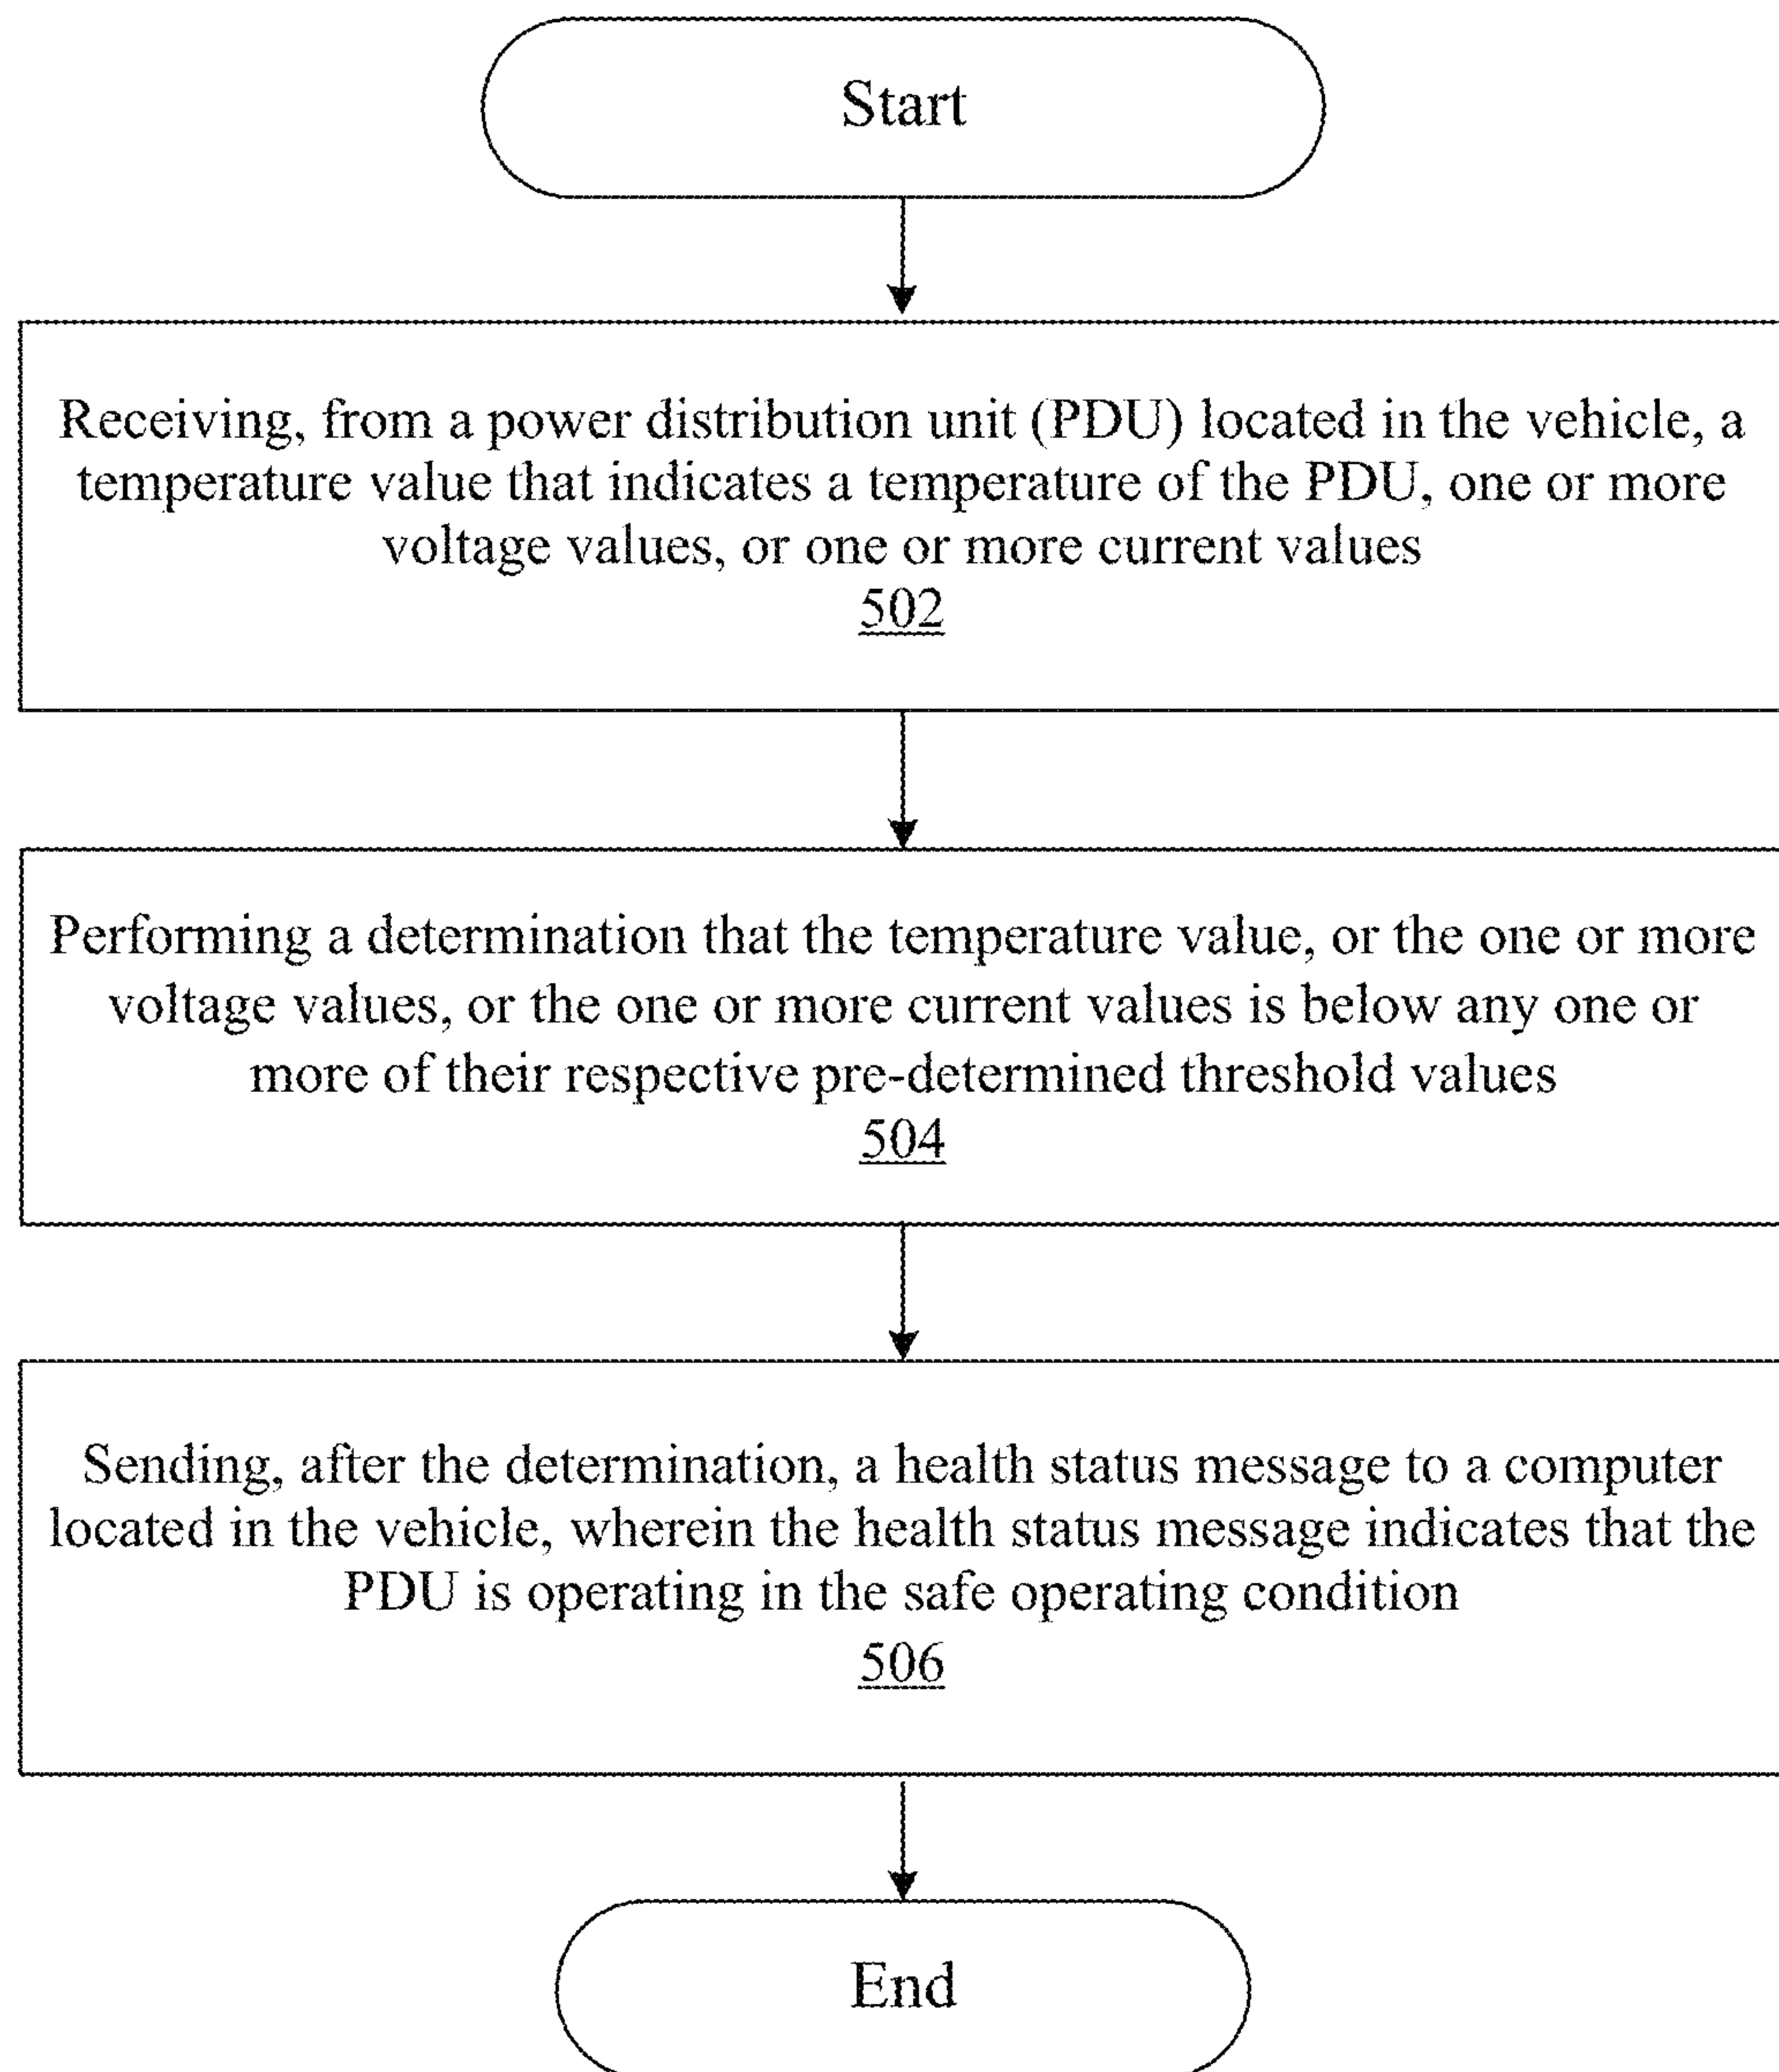 Start
Receiving, from a power distribution unit (PDU) located in the vehicle, a
temperature value that indicates a temperature of the PDU, one or more
voltage values, or one or more current values
502
Performing a determination that the temperature value, or the one or more
voltage values, or the one or more current values is below any one or
more of their respective pre-determined threshold values
504
Sending, after the determination, a health status message to a computer
located in the vehicle, wherein the health status message indicates that the
PDU is operating in the safe operating condition
506
End